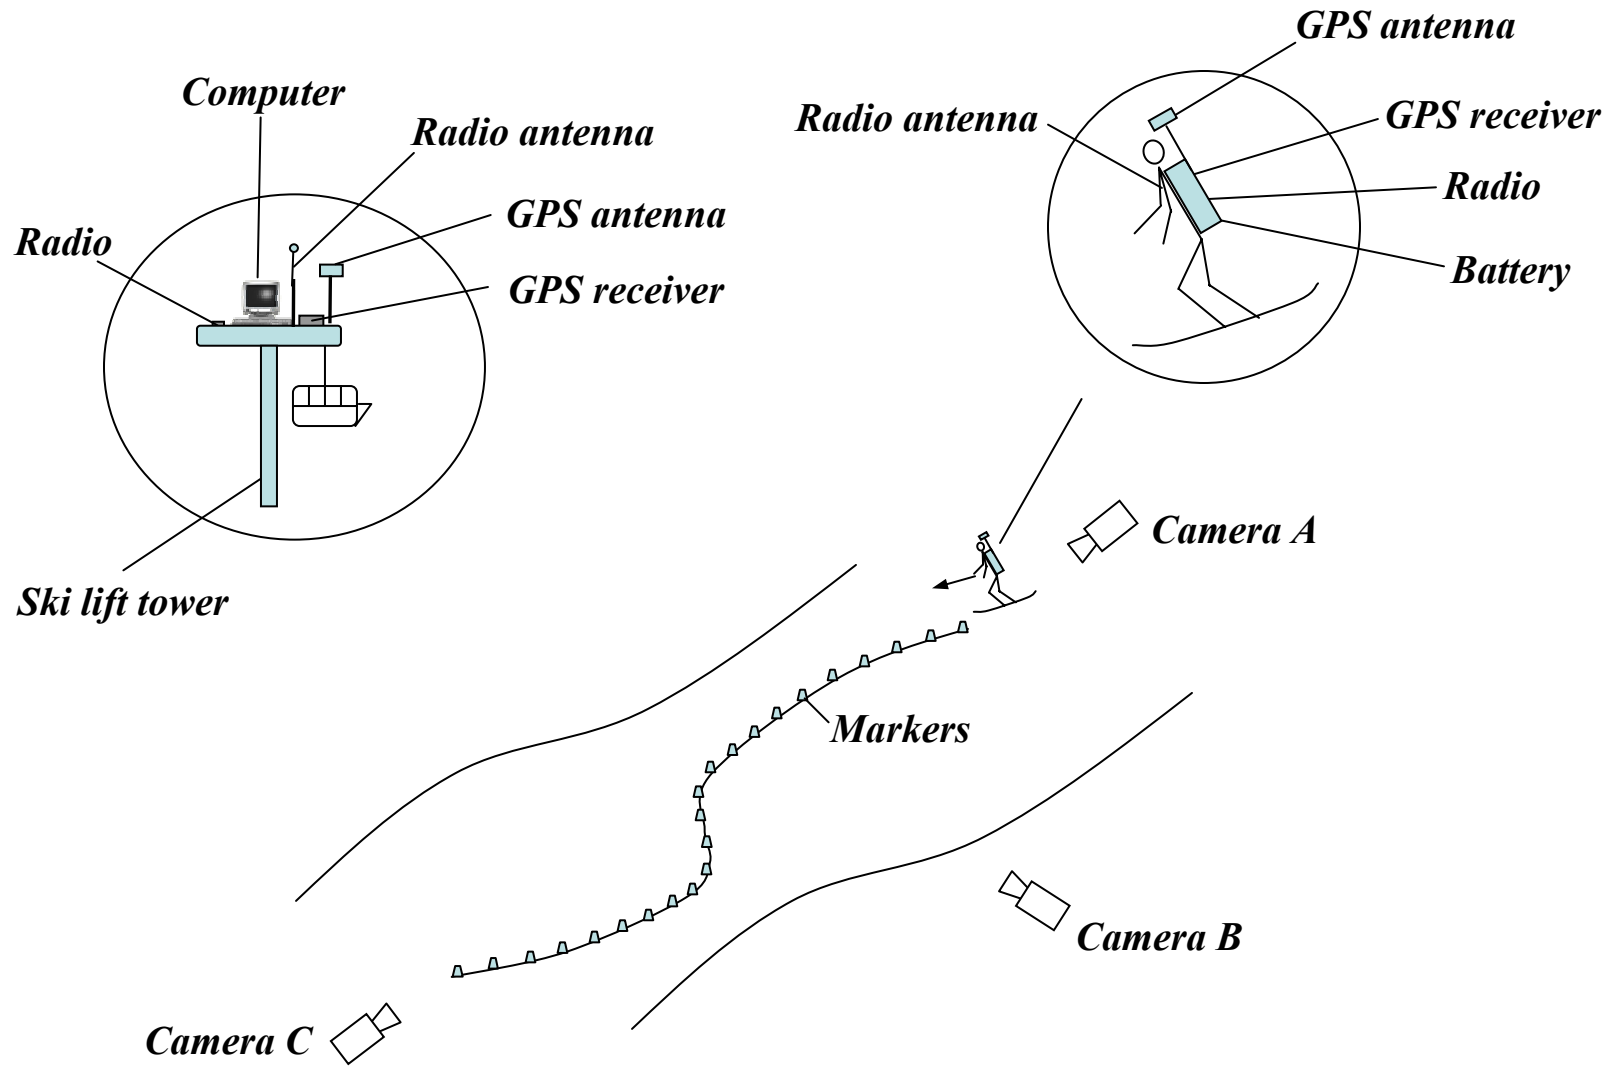 GPS antenna
Computer
Radio antenna
Radio antenna
GPS receiver
Radio
GPS antenna
Radio
GPS receiver
Battery
Camera A
Ski lift tower
Markers
Camera B
Camera C